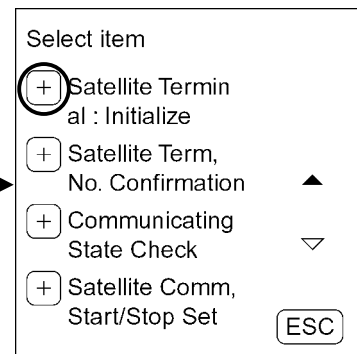 Select item
+ Satellite Termin
al : Initialize
+ Satellite Term,
No. Confirmation
+ Communicating
State Check
+ Satellite Comm,
Start/Stop Set
ESC